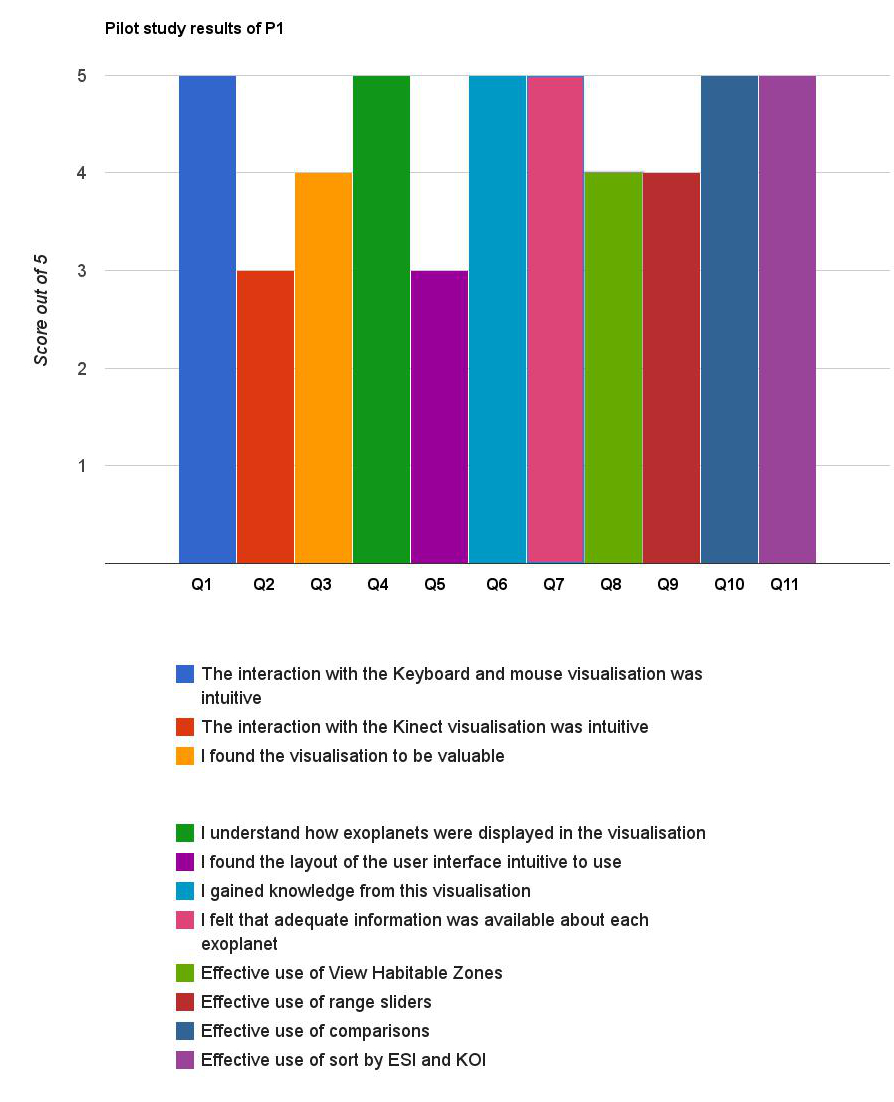 Pilot study results of P1
5
4
3
2
1
Score out of 5
Q1 Q2 Q3 Q4 Q5 Q6 Q7 Q8 Q9 Q10 Q11
The interaction with the Keyboard and mouse visualisation was
intuitive
The interaction with the Kinect visualisation was intuitive
I found the visualisation to be valuable
I understand how exoplanets were displayed in the visualisation
I found the layout of the user interface intuitive to use
I gained knowledge from this visualisation
I felt that adequate information was available about each
exoplanet
Effective use of View Habitable Zones
Effective use of range sliders
Effective use of comparisons
Effective use of sort by ESI and KOI